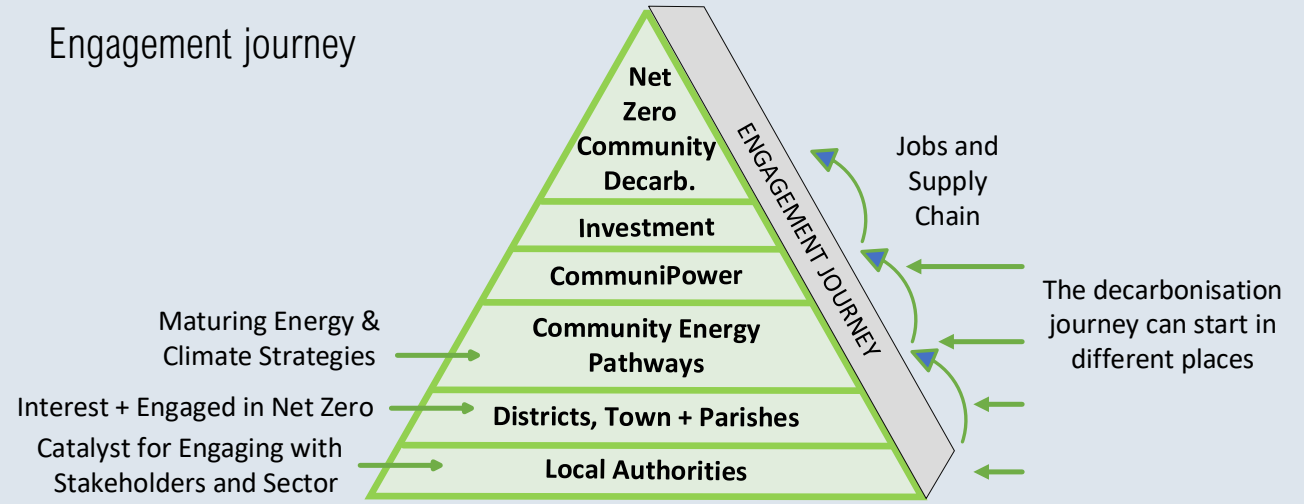 Engagement journey
Net
Zero
Community
Decarb.
Investment
CommuniPower
Community Energy
Pathways
Districts, Town + Parishes
Local Authorities
Maturing Energy &
Climate Strategies
Interest + Engaged in Net Zero
Catalyst for Engaging with
Stakeholders and Sector
ENGAGEMENT JOURNEY
Jobs and
Supply
Chain
The decarbonisation
journey can start in
different places